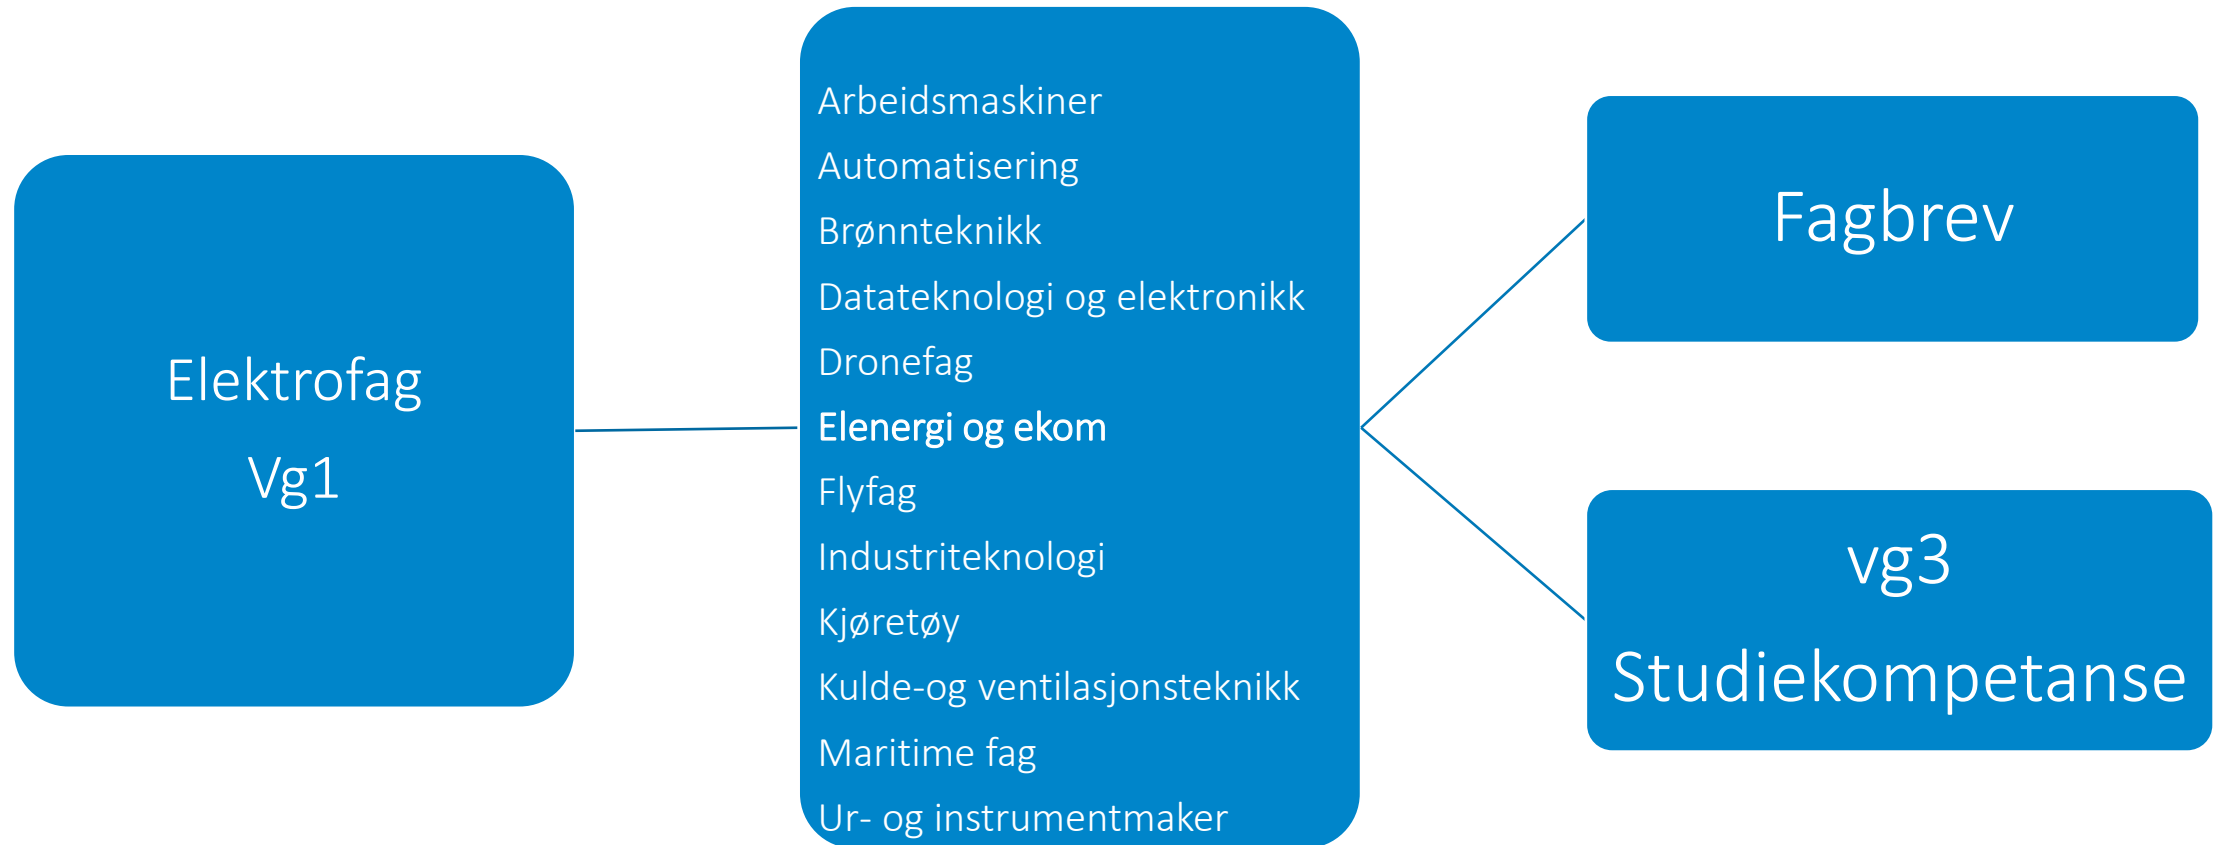 Elektrofag
Vg1
Arbeidsmaskiner
Automatisering
Brønnteknikk
Datateknologi og elektronikk
Dronefag
Elenergi og ekom
Flyfag
Industriteknologi
Kjøretøy
Kulde-og ventilasjonsteknikk
Maritime fag
Ur- og instrumentmaker
Fagbrev
vg3
Studiekompetanse